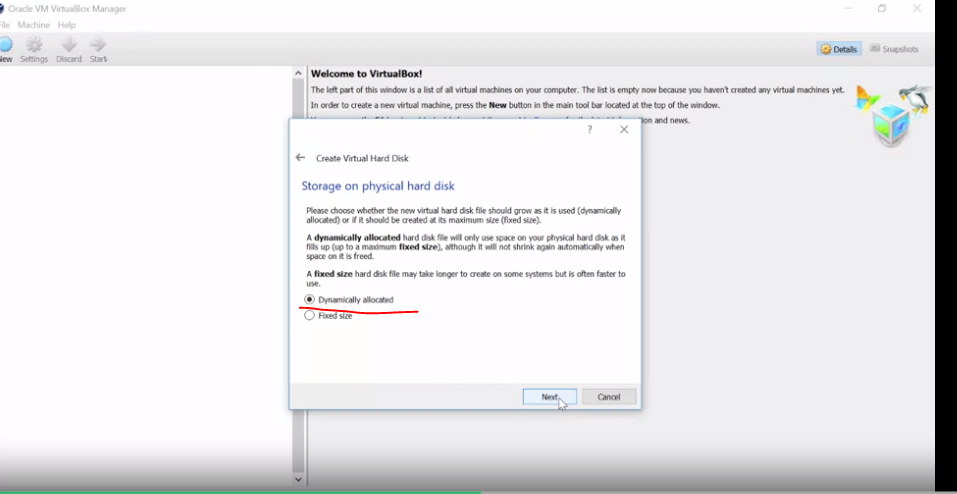 Oracle VM VirtualBox Manager
File Machine Help
New Settings Discard Start
Details Snapshots
Welcome to VirtualBox!
The left part of this window is a list of all virtual machines on your computer. The list is empty now because you haven't created any virtual machines yet.
In order to create a new virtual machine, press the New button in the main tool bar located at the top of the window.
and news.
? ×
← Create Virtual Hard Disk
Storage on physical hard disk
Please choose whether the new virtual hard disk file should grow as it is used (dynamically
allocated) or if it should be created at its maximum size (fixed size).
A dynamically allocated hard disk file will only use space on your physical hard disk as it
fills up (up to a maximum fixed size), although it will not shrink again automatically when
space on it is freed.
A fixed size hard disk file may take longer to create on some systems but is often faster to
use.
Dynamically allocated
Fixed size
Next Cancel